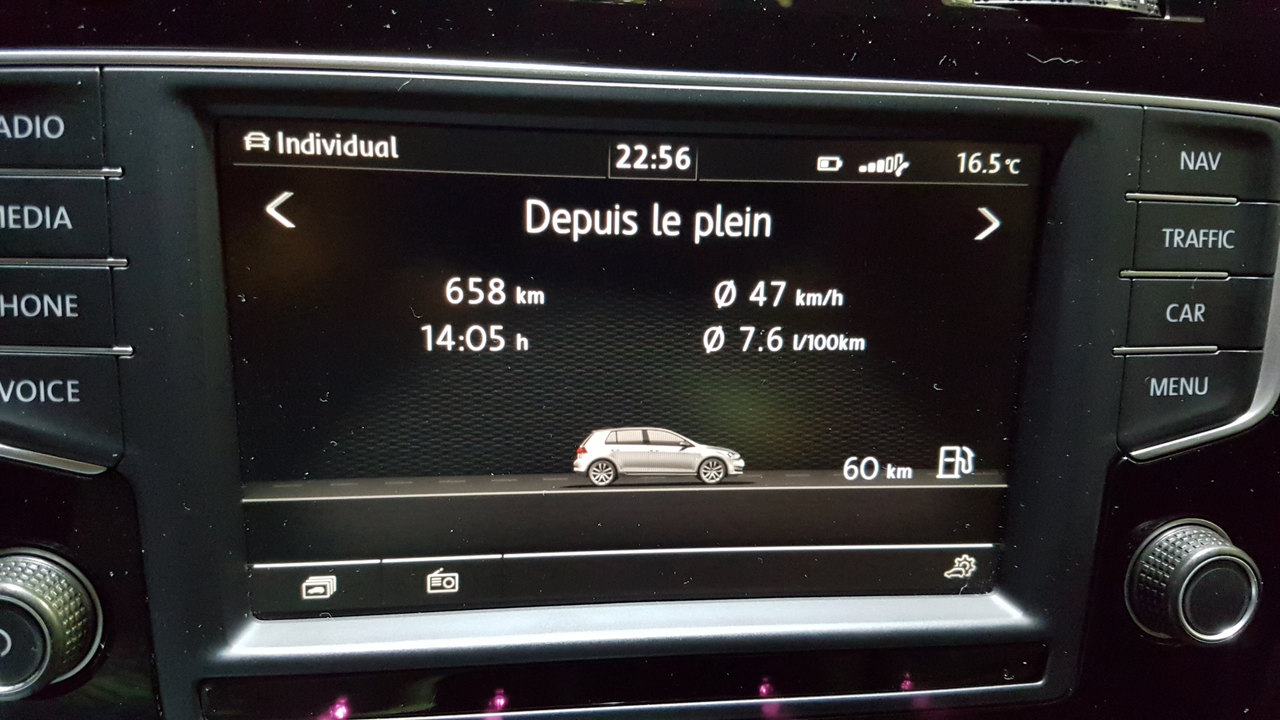 ADIO
MEDIA
PHONE
VOICE
Individual
22:56
16.5°C
Depuis le plein
658 km
Ø 47 km/h
14:05 h
Ø 7.6 l/100km
60 km
NAV
TRAFFIC
CAR
MENU